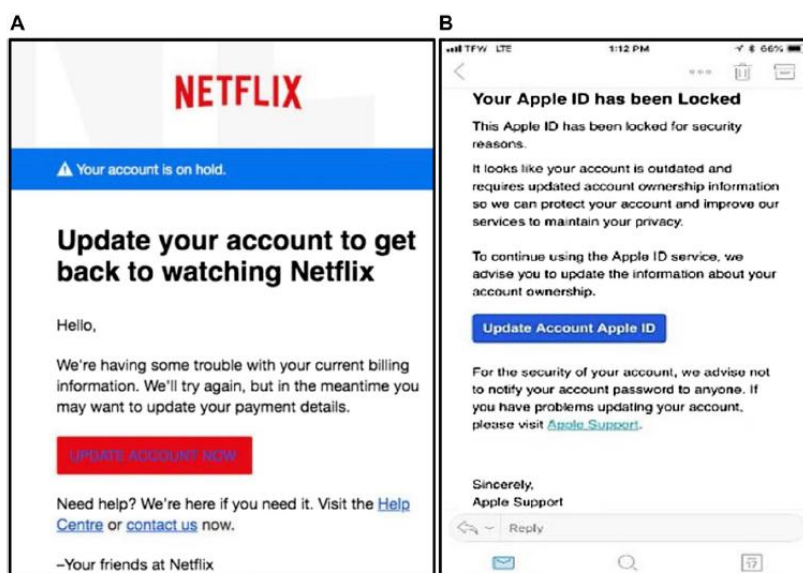 A
NETFLIX
Your account is on hold.
Update your account to get
back to watching Netflix
Hello,
We're having some trouble with your current billing
information. We'll try again, but in the meantime you
may want to update your payment details.
UPDATE ACCOUNT NOW
Need help? We're here if you need it. Visit the Help
Centre or contact us now.
–Your friends at Netflix
B
TFW LTE 1:12 PM 66%
Your Apple ID has been Locked
This Apple ID has been locked for security
reasons.
It looks like your account is outdated and
requires updated account ownership information
so we can protect your account and improve our
services to maintain your privacy.
To continue using the Apple ID service, we
advise you to update the information about your
account ownership.
Update Account Apple ID
For the security of your account, we advise not
to notify your account password to anyone. If
you have problems updating your account,
please visit Apple Support.
Sincerely,
Apple Support
Reply
17